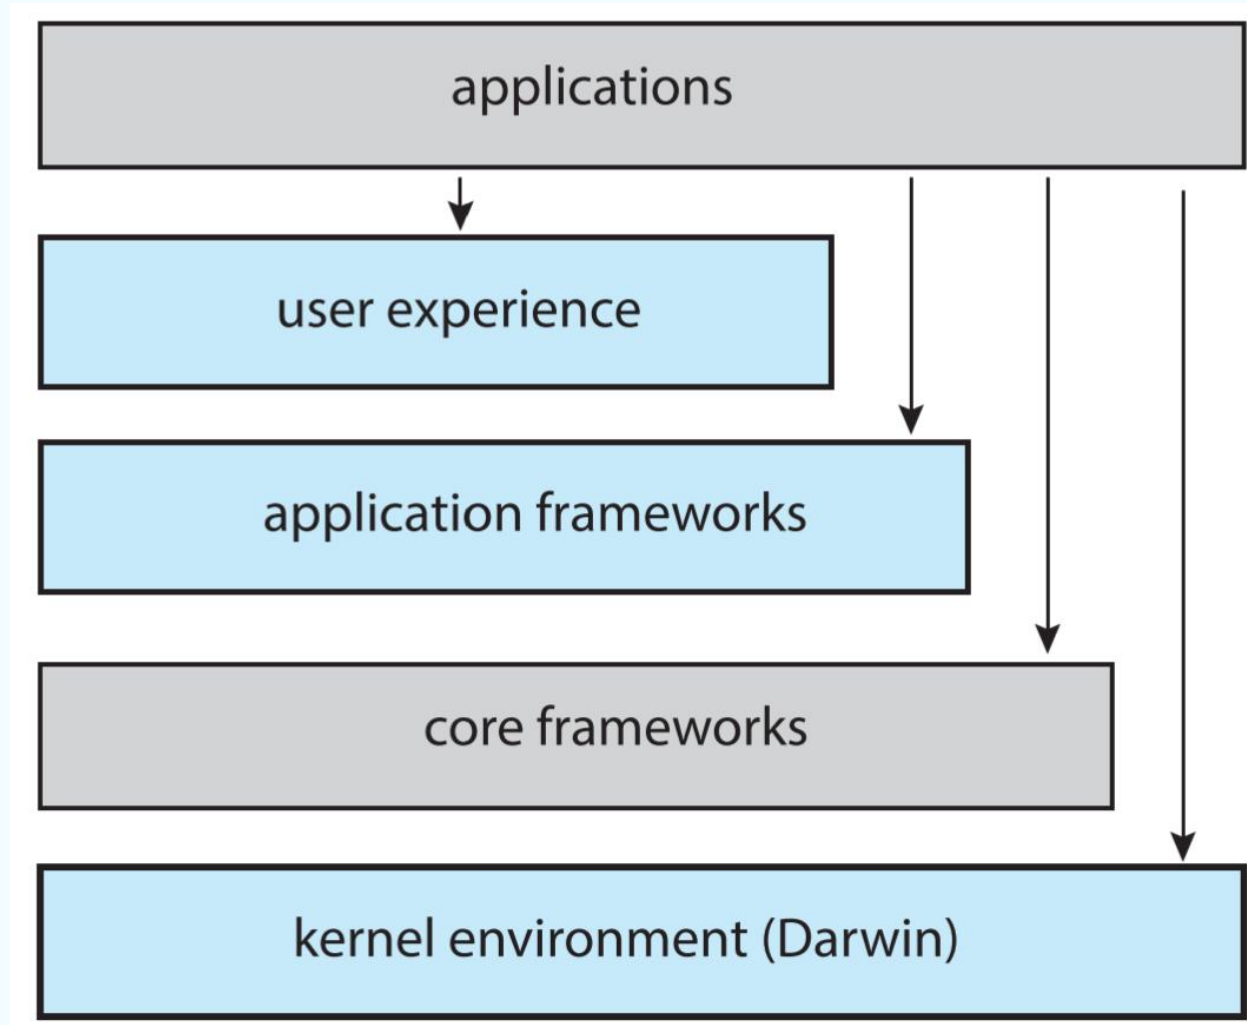 applications
user experience
application frameworks
core frameworks
kernel environment (Darwin)